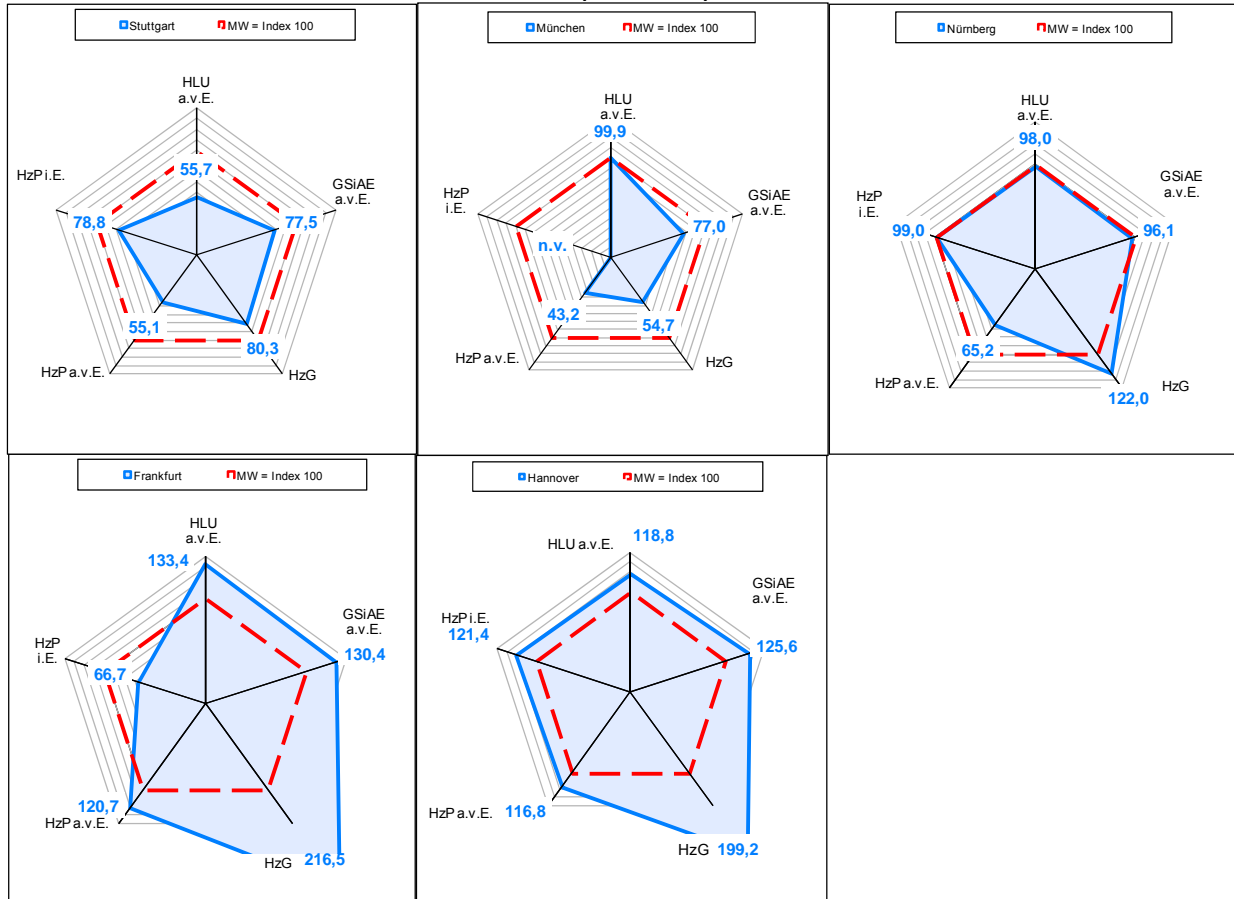 Stuttgart MW = Index 100
HLU
a.v.E.
55,7
HzP i.E.
GSiAE
a.v.E.
78,8
77,5
55,1
80,3
HzP a.v.E.
HzG
München MW = Index 100
HLU
a.v.E.
99,9
HzP
i.E.
GSiAE
a.v.E.
n.v.
77,0
43,2
54,7
HzP a.v.E.
HzG
Nürnberg MW = Index 100
HLU
a.v.E.
98,0
HzP
i.E.
GSiAE
a.v.E.
99,0
96,1
65,2
HzP a.v.E.
HzG
122,0
Frankfurt MW = Index 100
HLU
a.v.E.
133,4
HzP
i.E.
GSiAE
a.v.E.
66,7
130,4
120,7
HzP a.v.E.
HzG 216,5
Hannover MW = Index 100
HLU a.v.E.
118,8
GSiAE
a.v.E.
HzP i.E.
121,4
125,6
HzP a.v.E.
116,8
HzG 199,2